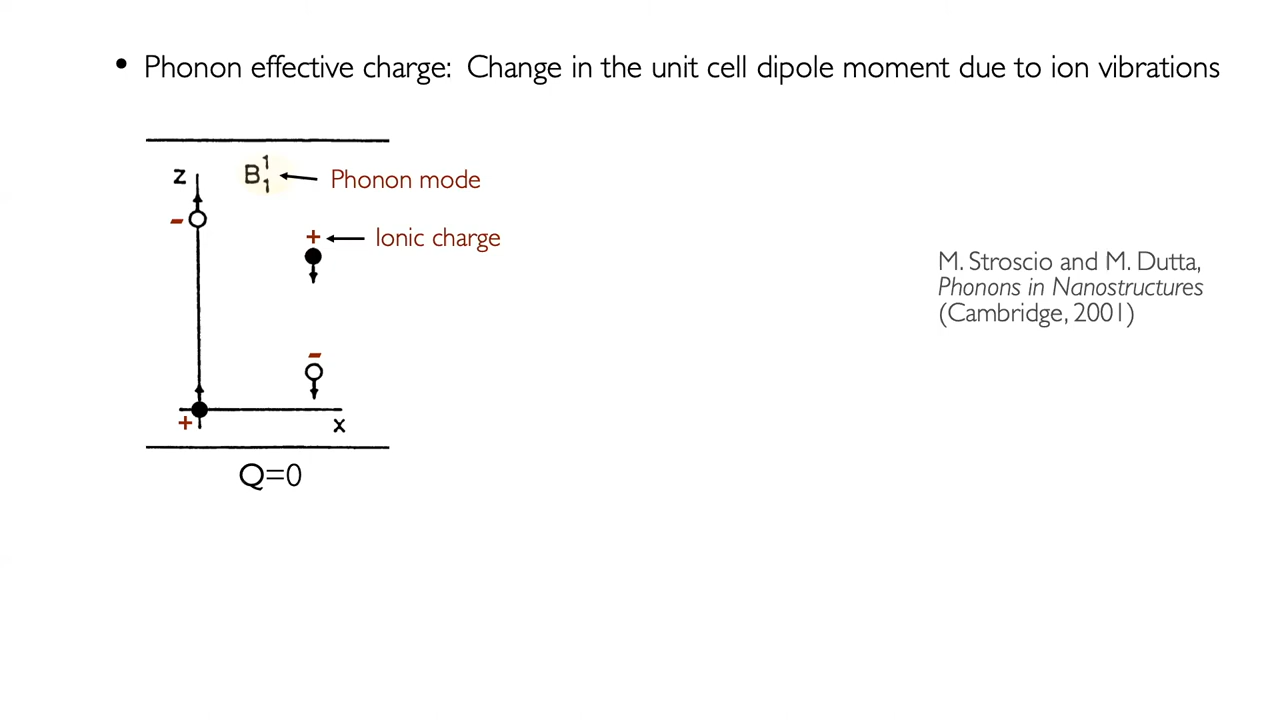 • Phonon effective charge: Change in the unit cell dipole moment due to ion vibrations
z B₁¹ Phonon mode
-
+ Ionic charge
M. Stroscio and M. Dutta,
Phonons in Nanostructures
(Cambridge, 2001)
-
+ x
Q=0